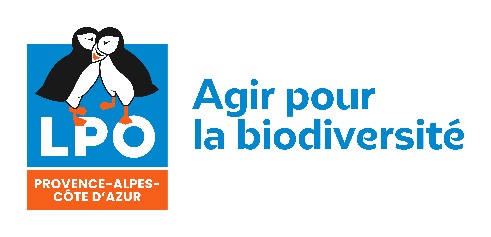 LPO
PROVENCE-ALPES-
CÔTE D'AZUR
Agir pour
la biodiversité